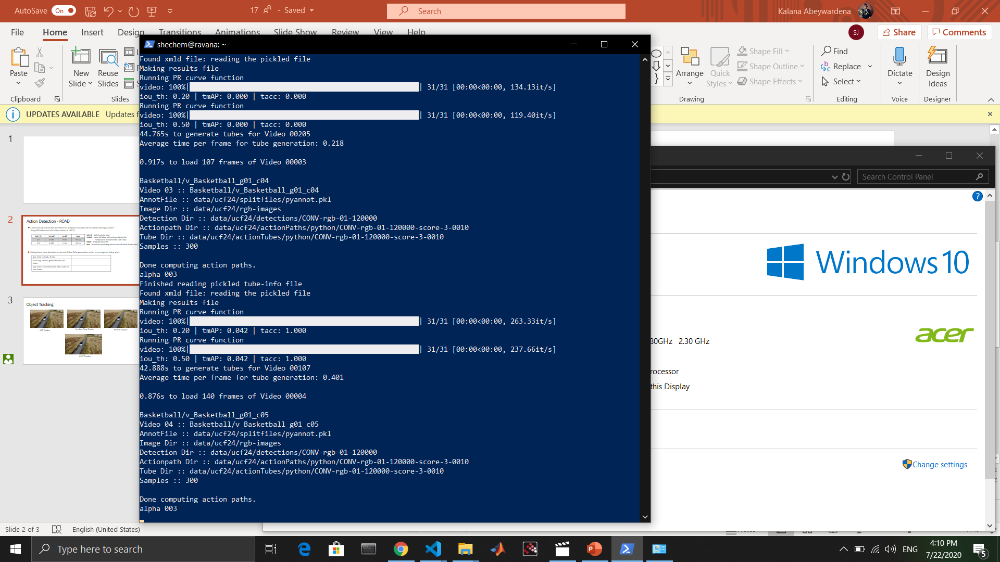 AutoSave On 17 - Saved Search Kalana Abeywardena
File Home Insert Design Transitions Animations Slide Show Review View Help SJ Share Comments
Paste
Clipboard
New Slide
Reuse Slides
Slides
Arrange
Quick Styles
Shape Fill
Shape Outline
Shape Effects
Drawing
Find
Replace
Select
Editing
Dictate
Voice
Design Ideas
Designer
UPDATES AVAILABLE Updates
shechem@ravana: ~
Found xmld file: reading the pickled file
Making results file
Running PR curve function
video: 100%| | 31/31 [00:00<00:00, 134.13it/s]
iou_th: 0.20 | tmAP: 0.000 | tacc: 0.000
Running PR curve function
video: 100%| | 31/31 [00:00<00:00, 119.40it/s]
iou_th: 0.50 | tmAP: 0.000 | tacc: 0.000
44.765s to generate tubes for Video 00205
Average time per frame for tube generation: 0.218
0.917s to load 107 frames of Video 00003
Basketball/v_Basketball_g01_c04
Video 03 :: Basketball/v_Basketball_g01_c04
AnnotFile :: data/ucf24/splitfiles/pyannot.pkl
Image Dir :: data/ucf24/rgb-images
Detection Dir :: data/ucf24/detections/CONV-rgb-01-120000
Actionpath Dir :: data/ucf24/actionPaths/python/CONV-rgb-01-120000-score-3-0010
Tube Dir :: data/ucf24/actionTubes/python/CONV-rgb-01-120000-score-3-0010
Samples :: 300
Done computing action paths.
alpha 003
Finished reading pickled tube-info file
Found xmld file: reading the pickled file
Making results file
Running PR curve function
video: 100%| | 31/31 [00:00<00:00, 263.33it/s]
iou_th: 0.20 | tmAP: 0.042 | tacc: 1.000
Running PR curve function
video: 100%| | 31/31 [00:00<00:00, 237.66it/s]
iou_th: 0.50 | tmAP: 0.042 | tacc: 1.000
42.888s to generate tubes for Video 00107
Average time per frame for tube generation: 0.401
0.876s to load 140 frames of Video 00004
Basketball/v_Basketball_g01_c05
Video 04 :: Basketball/v_Basketball_g01_c05
AnnotFile :: data/ucf24/splitfiles/pyannot.pkl
Image Dir :: data/ucf24/rgb-images
Detection Dir :: data/ucf24/detections/CONV-rgb-01-120000
Actionpath Dir :: data/ucf24/actionPaths/python/CONV-rgb-01-120000-score-3-0010
Tube Dir :: data/ucf24/actionTubes/python/CONV-rgb-01-120000-score-3-0010
Samples :: 300
Done computing action paths.
alpha 003
1
2
Action Detection - ROAD
3
Object Tracking
Search Control Panel
Windows 10
acer
80GHz 2.30 GHz
rocessor
this Display
Change settings
Slide 2 of 3 English (United States)
Type here to search
ENG
4:10 PM
7/22/2020
5